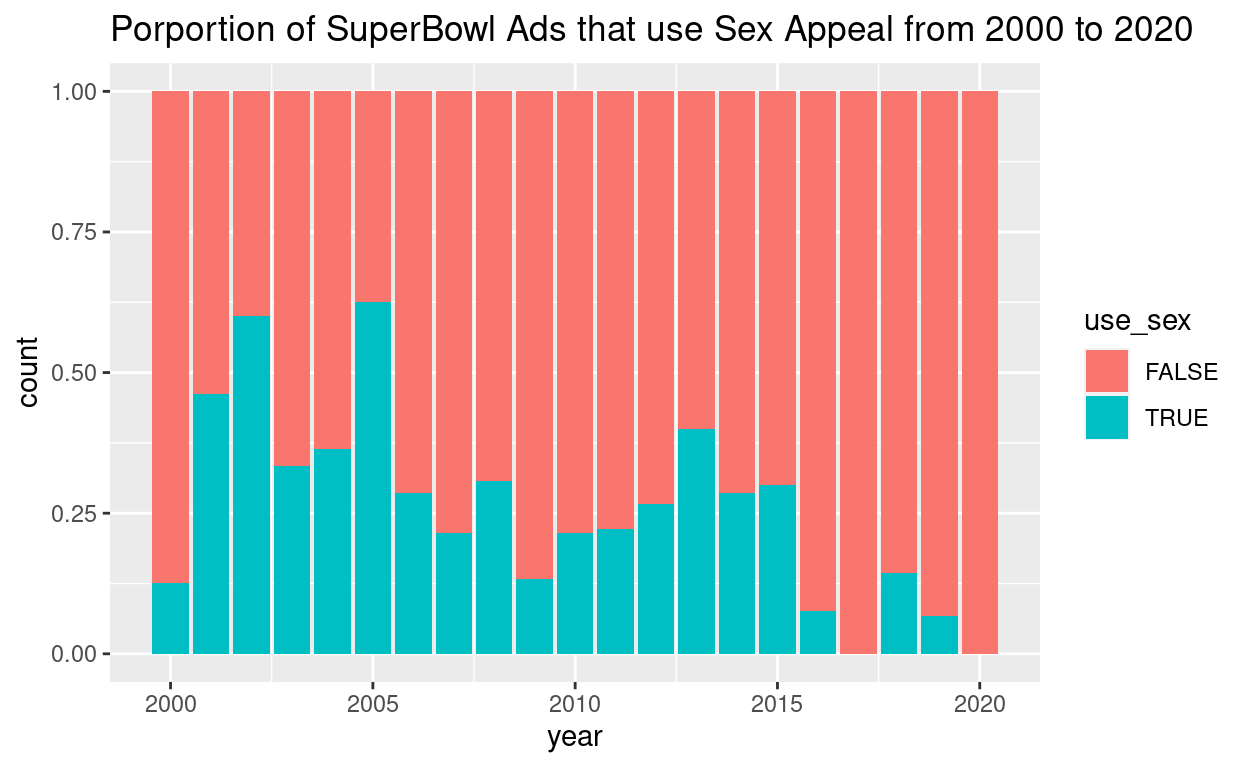 Porportion of SuperBowl Ads that use Sex Appeal from 2000 to 2020
1.00
0.75
0.50
0.25
0.00
count
2000 2005 2010 2015 2020
year
use_sex
FALSE
TRUE